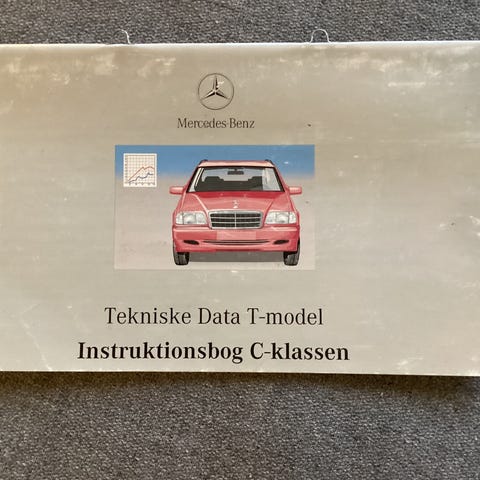 Mercedes-Benz
Tekniske Data T-model
Instruktionsbog C-klassen